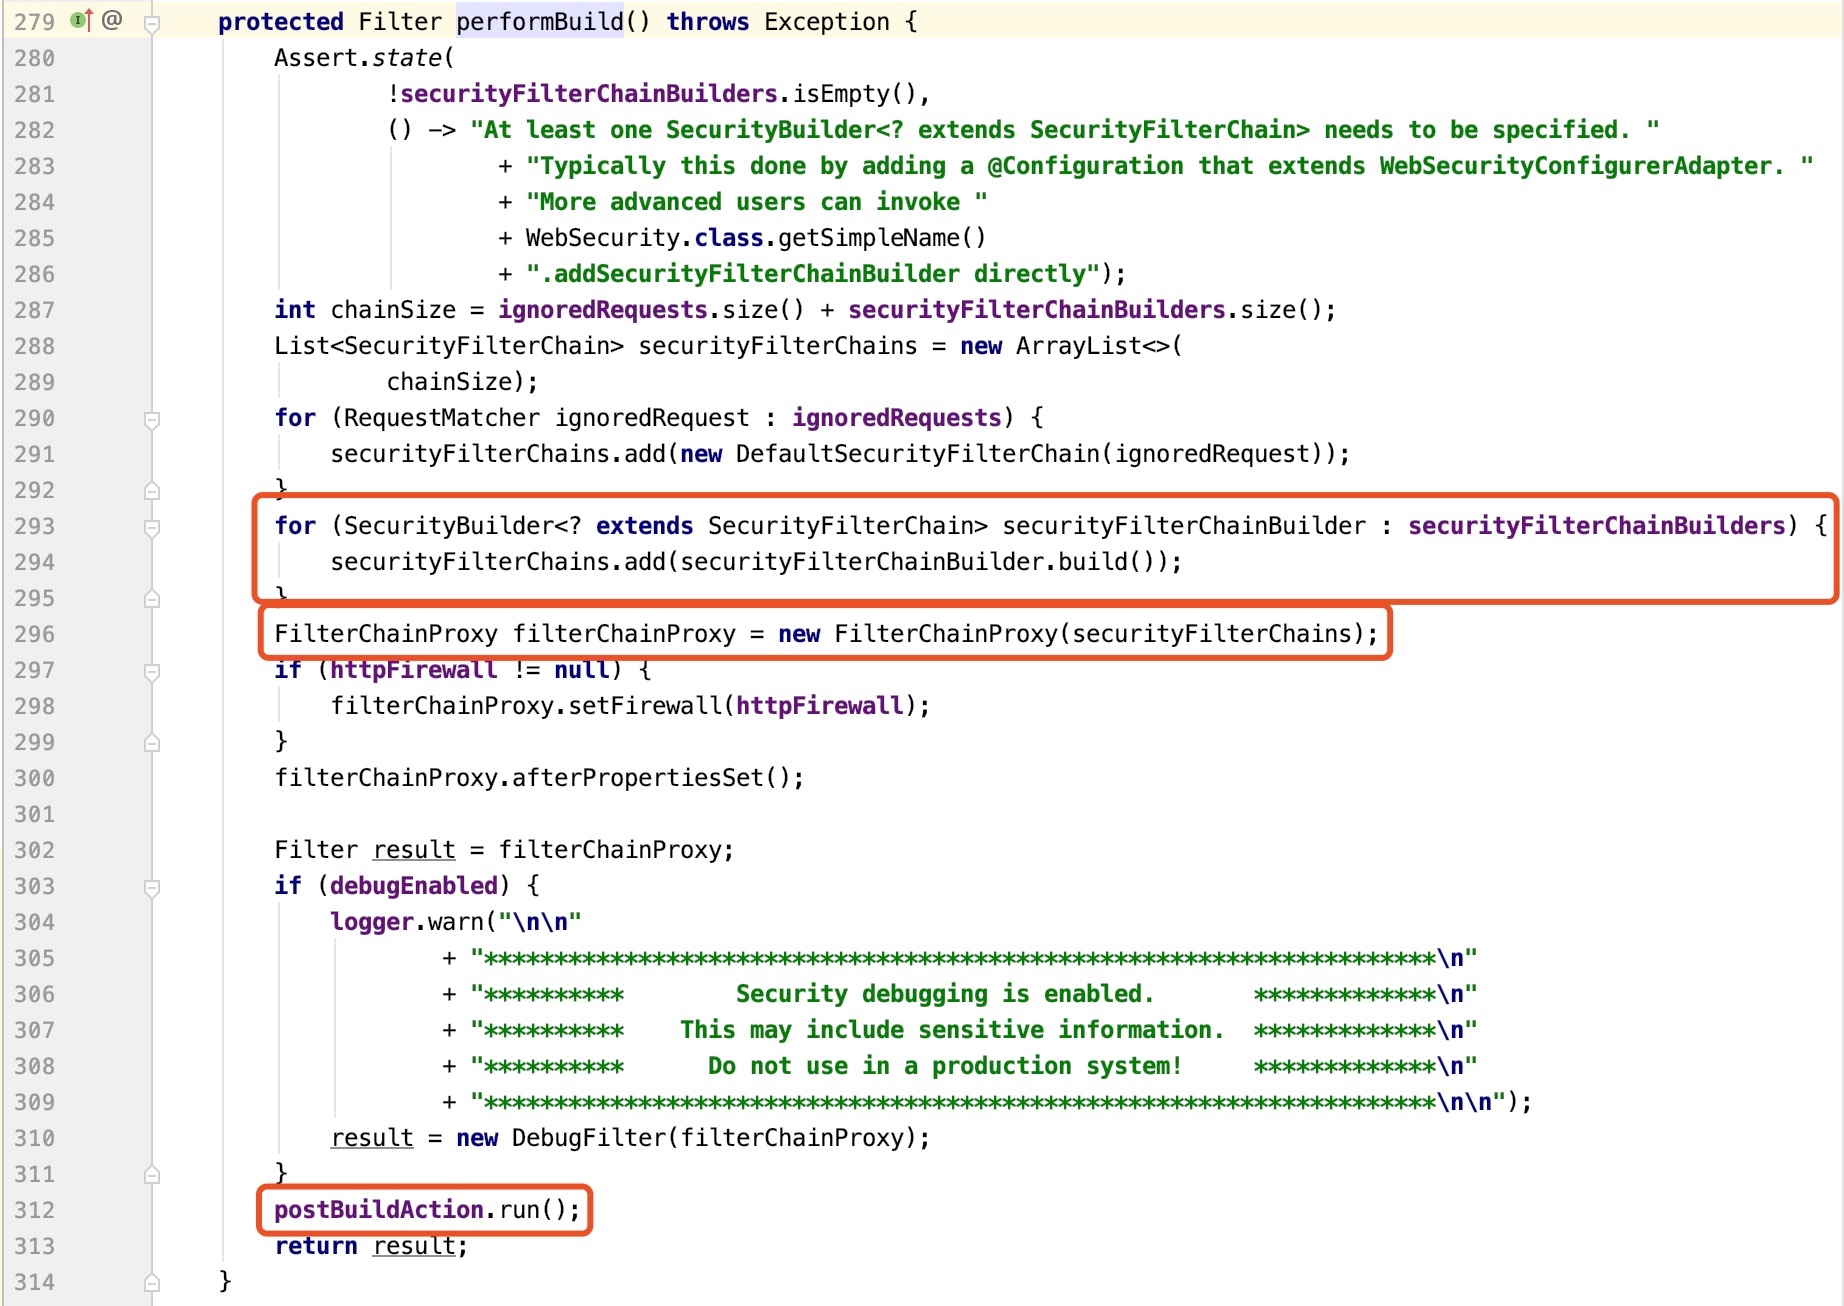 279 @ protected Filter performBuild() throws Exception {
280 Assert.state(
281 !securityFilterChainBuilders.isEmpty(),
282 () -> "At least one SecurityBuilder<? extends SecurityFilterChain> needs to be specified. "
283 + "Typically this done by adding a @Configuration that extends WebSecurityConfigurerAdapter. "
284 + "More advanced users can invoke "
285 + WebSecurity.class.getSimpleName()
286 + ".addSecurityFilterChainBuilder directly");
287 int chainSize = ignoredRequests.size() + securityFilterChainBuilders.size();
288 List<SecurityFilterChain> securityFilterChains = new ArrayList<>(
289 chainSize);
290 for (RequestMatcher ignoredRequest : ignoredRequests) {
291 securityFilterChains.add(new DefaultSecurityFilterChain(ignoredRequest));
292 }
293 for (SecurityBuilder<? extends SecurityFilterChain> securityFilterChainBuilder : securityFilterChainBuilders) {
294 securityFilterChains.add(securityFilterChainBuilder.build());
295 }
296 FilterChainProxy filterChainProxy = new FilterChainProxy(securityFilterChains);
297 if (httpFirewall != null) {
298 filterChainProxy.setFirewall(httpFirewall);
299 }
300 filterChainProxy.afterPropertiesSet();
301
302 Filter result = filterChainProxy;
303 if (debugEnabled) {
304 logger.warn("\n\n"
305 + "********************************************************************\n"
306 + "**********        Security debugging is enabled.       *************\n"
307 + "**********    This may include sensitive information.  *************\n"
308 + "**********      Do not use in a production system!     *************\n"
309 + "********************************************************************\n\n");
310 result = new DebugFilter(filterChainProxy);
311 }
312 postBuildAction.run();
313 return result;
314 }